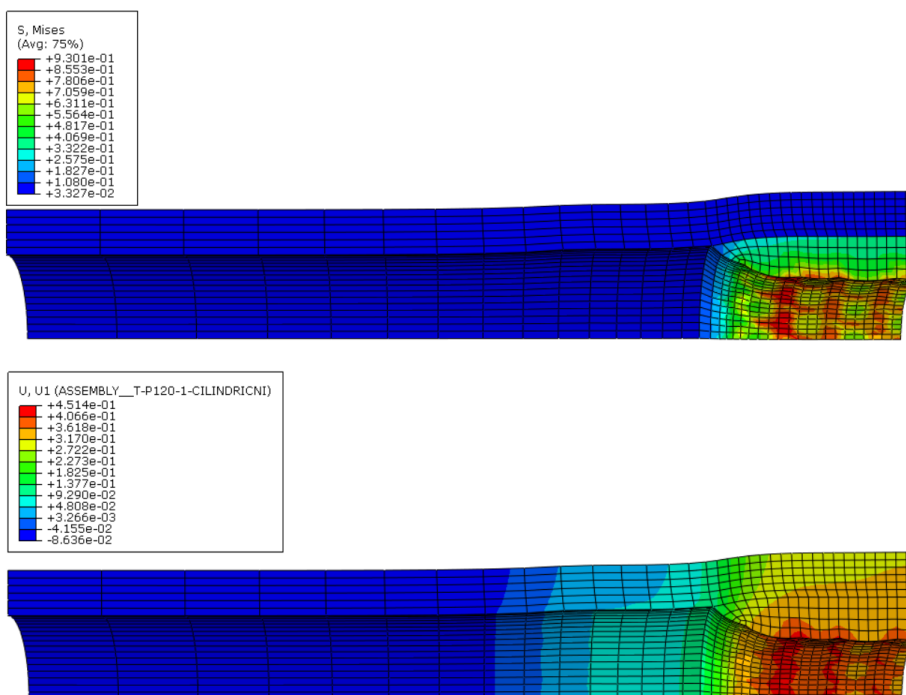 S, Mises
(Avg: 75%)
+9.301e-01
+8.553e-01
+7.806e-01
+7.059e-01
+6.311e-01
+5.564e-01
+4.817e-01
+4.069e-01
+3.322e-01
+2.575e-01
+1.827e-01
+1.080e-01
+3.327e-02
U, U1 (ASSEMBLY__T-P120-1-CILINDRICNI)
+4.514e-01
+4.066e-01
+3.618e-01
+3.170e-01
+2.722e-01
+2.273e-01
+1.825e-01
+1.377e-01
+9.290e-02
+4.808e-02
+3.266e-03
-4.155e-02
-8.636e-02